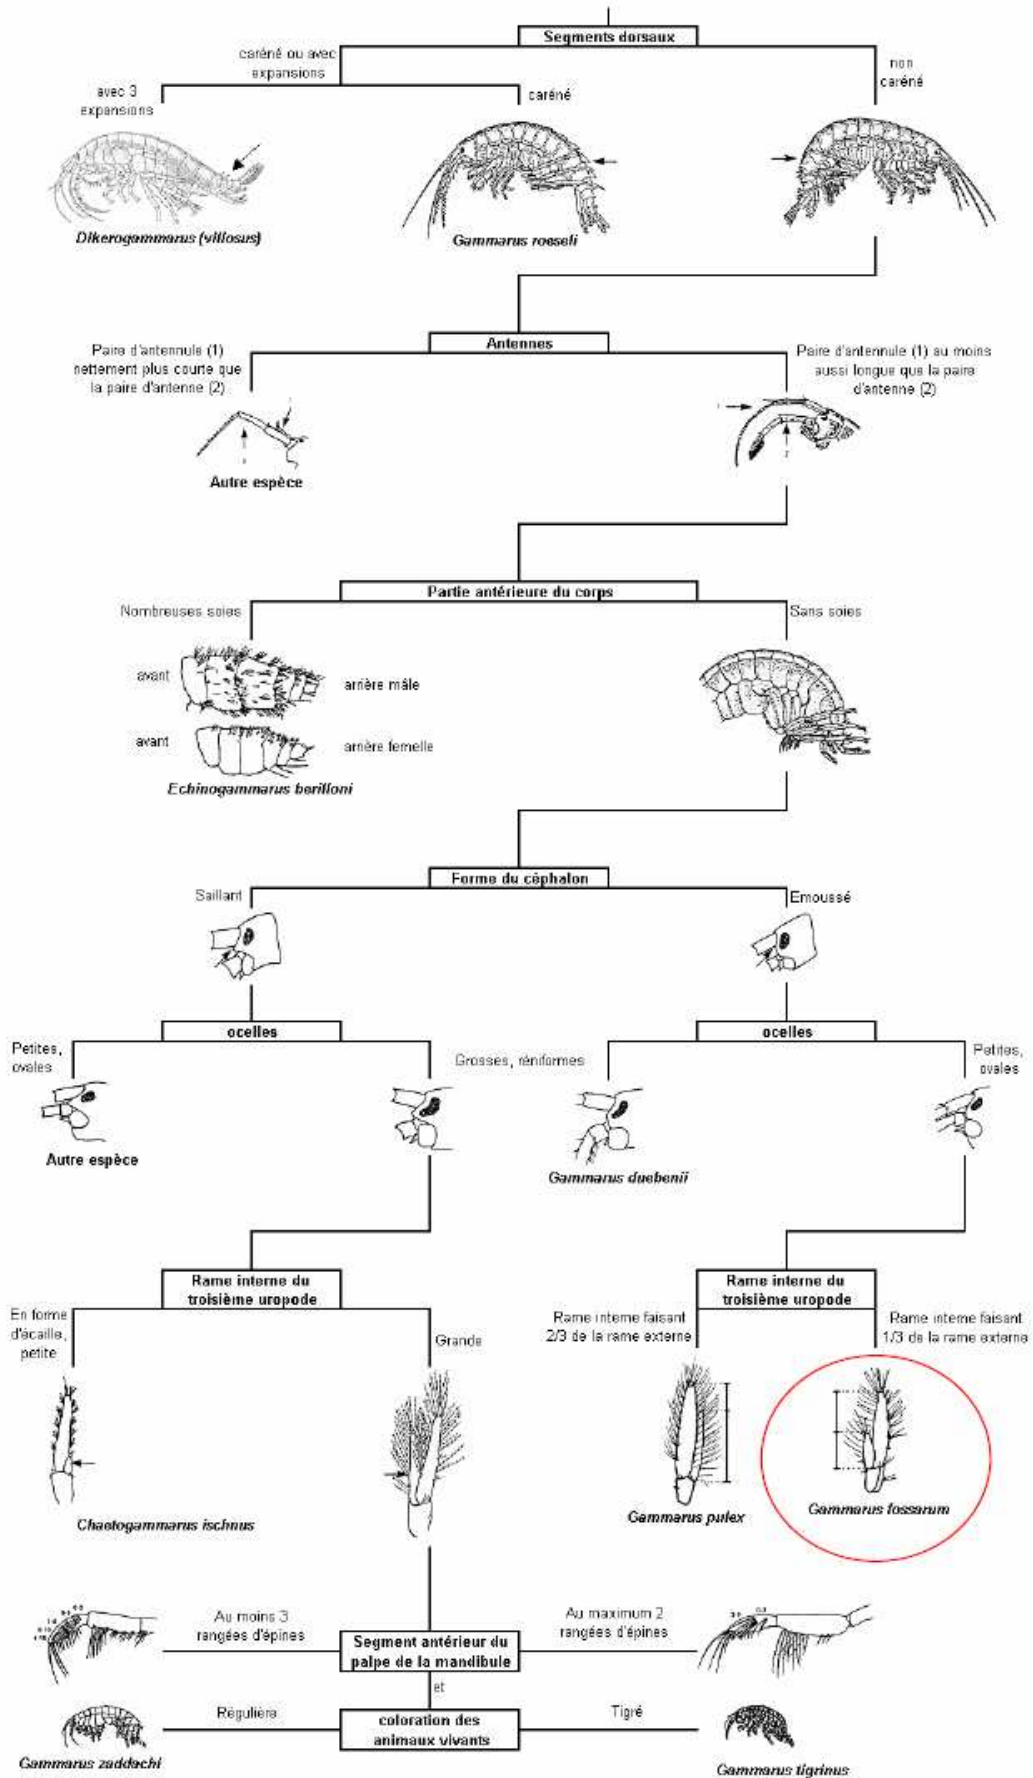 Segments dorsaux
caréné ou avec
expansions
non
caréné
avec 3
expansions
caréné
Dikerogammarus (villosus)
Gammarus roeseli
Antennes
Paire d'antennule (1)
nettement plus courte que
la paire d'antenne (2)
Paire d'antennule (1) au moins
aussi longue que la paire
d'antenne (2)
Autre espèce
Partie antérieure du corps
Nombreuses soies
Sans soies
avant
arrière mâle
avant
arrière femelle
Echinogammarus berilloni
Forme du céphalon
Saillant
Emoussé
ocelles
ocelles
Petites,
ovales
Grosses, réniformes
Petites,
ovales
Autre espèce
Gammarus duebenii
Rame interne du
troisième uropode
Rame interne du
troisième uropode
En forme
d'écaille,
petite
Grande
Rame interne faisant
2/3 de la rame externe
Rame interne faisant
1/3 de la rame externe
Chaetogammarus ischnus
Gammarus pulex
Gammarus fossarum
Au moins 3
rangées d'épines
Segment antérieur du
palpe de la mandibule
Au maximum 2
rangées d'épines
et
Régulière
coloration des
animaux vivants
Tigré
Gammarus zaddachi
Gammarus tigrinus